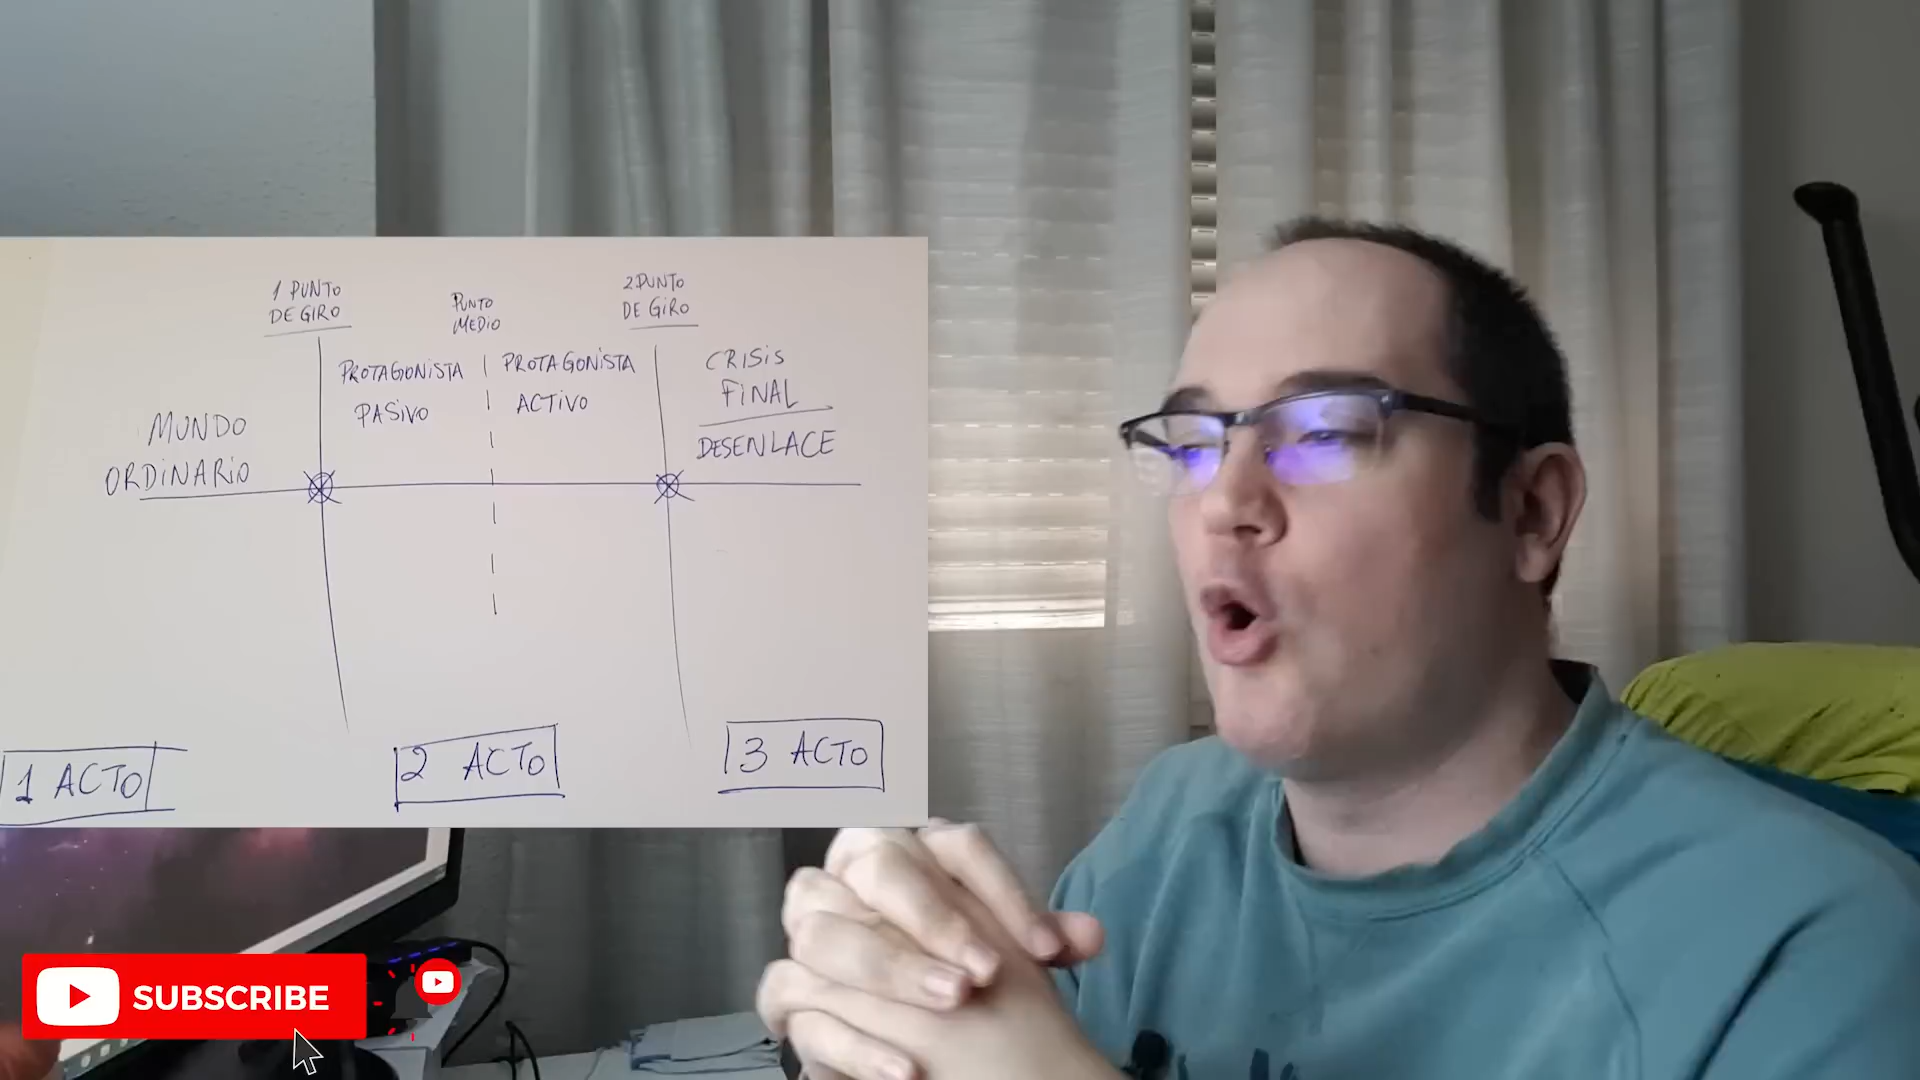 1 PUNTO
DE GIRO
PUNTO
MEDIO
2 PUNTO
DE GIRO
MUNDO
ORDINARIO
PROTAGONISTA
PASIVO
PROTAGONISTA
ACTIVO
CRISIS
FINAL
DESENLACE
1 ACTO
2 ACTO
3 ACTO
SUBSCRIBE